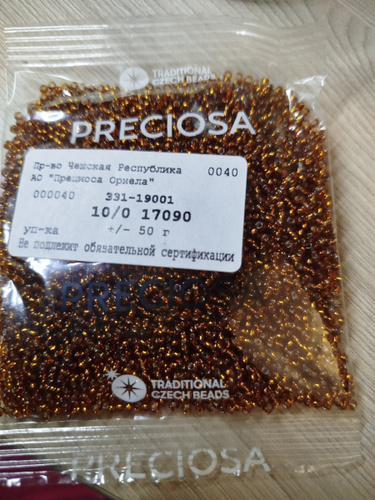 TRADITIONAL
CZECH BEADS
PRECIOSA
Пр-во Чешская Республика 0040
АО "Прециоса Орнела"
000040 331-19001
10/0 17090
уп-ка +/- 50 г
Не подлежит обязательной сертификации
PRECIOSA
TRADITIONAL
CZECH BEADS
PRECIOSA